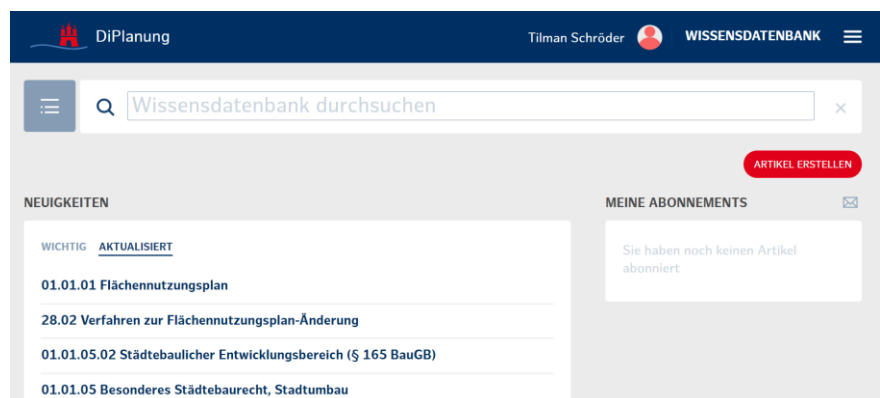 DiPlanung
Tilman Schröder
WISSENSDATENBANK
Wissensdatenbank durchsuchen
ARTIKEL ERSTELLEN
NEUIGKEITEN
WICHTIG AKTUALISIERT
01.01.01 Flächennutzungsplan
28.02 Verfahren zur Flächennutzungsplan-Änderung
01.01.05.02 Städtebaulicher Entwicklungsbereich (§ 165 BauGB)
01.01.05 Besonderes Städtebaurecht, Stadtumbau
MEINE ABONNEMENTS
Sie haben noch keinen Artikel
abonniert